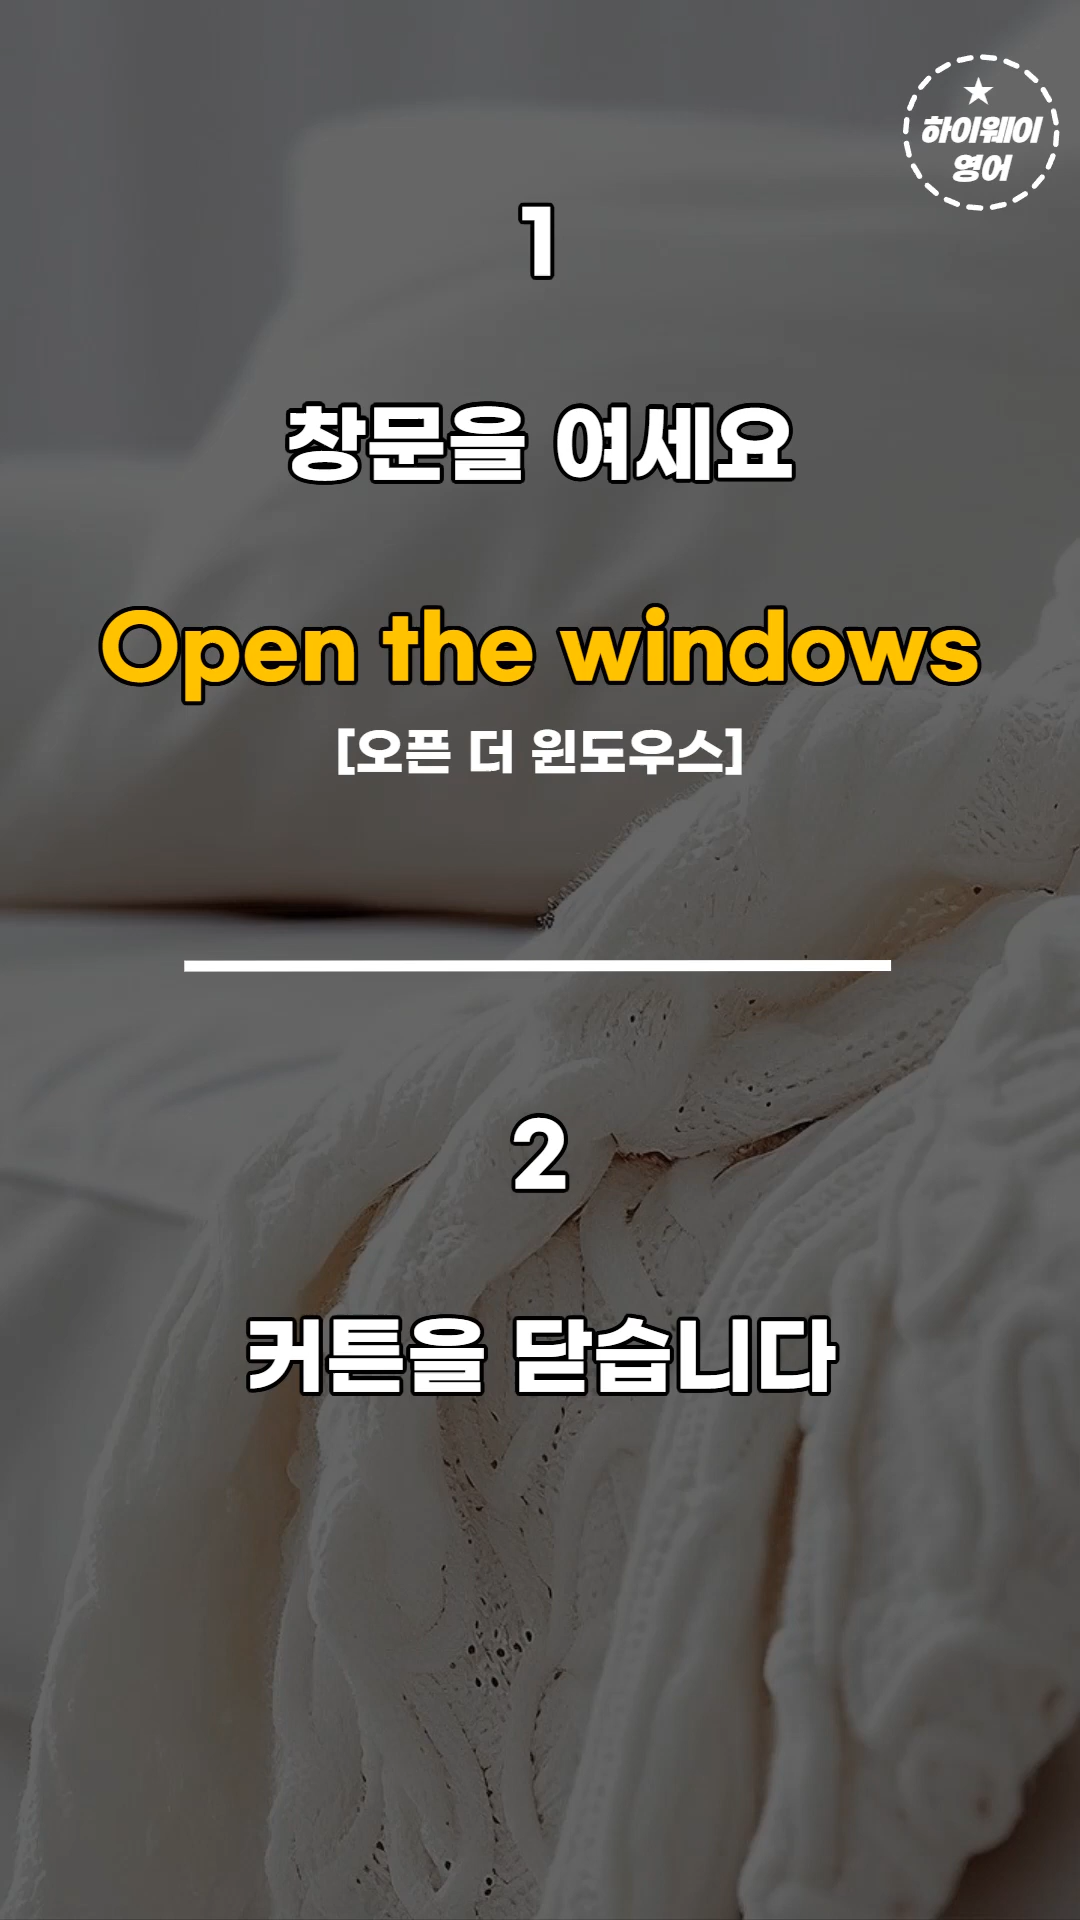 하이웨이
영어
1
창문을 여세요
Open the windows
[오픈 더 윈도우스]
2
커튼을 닫습니다